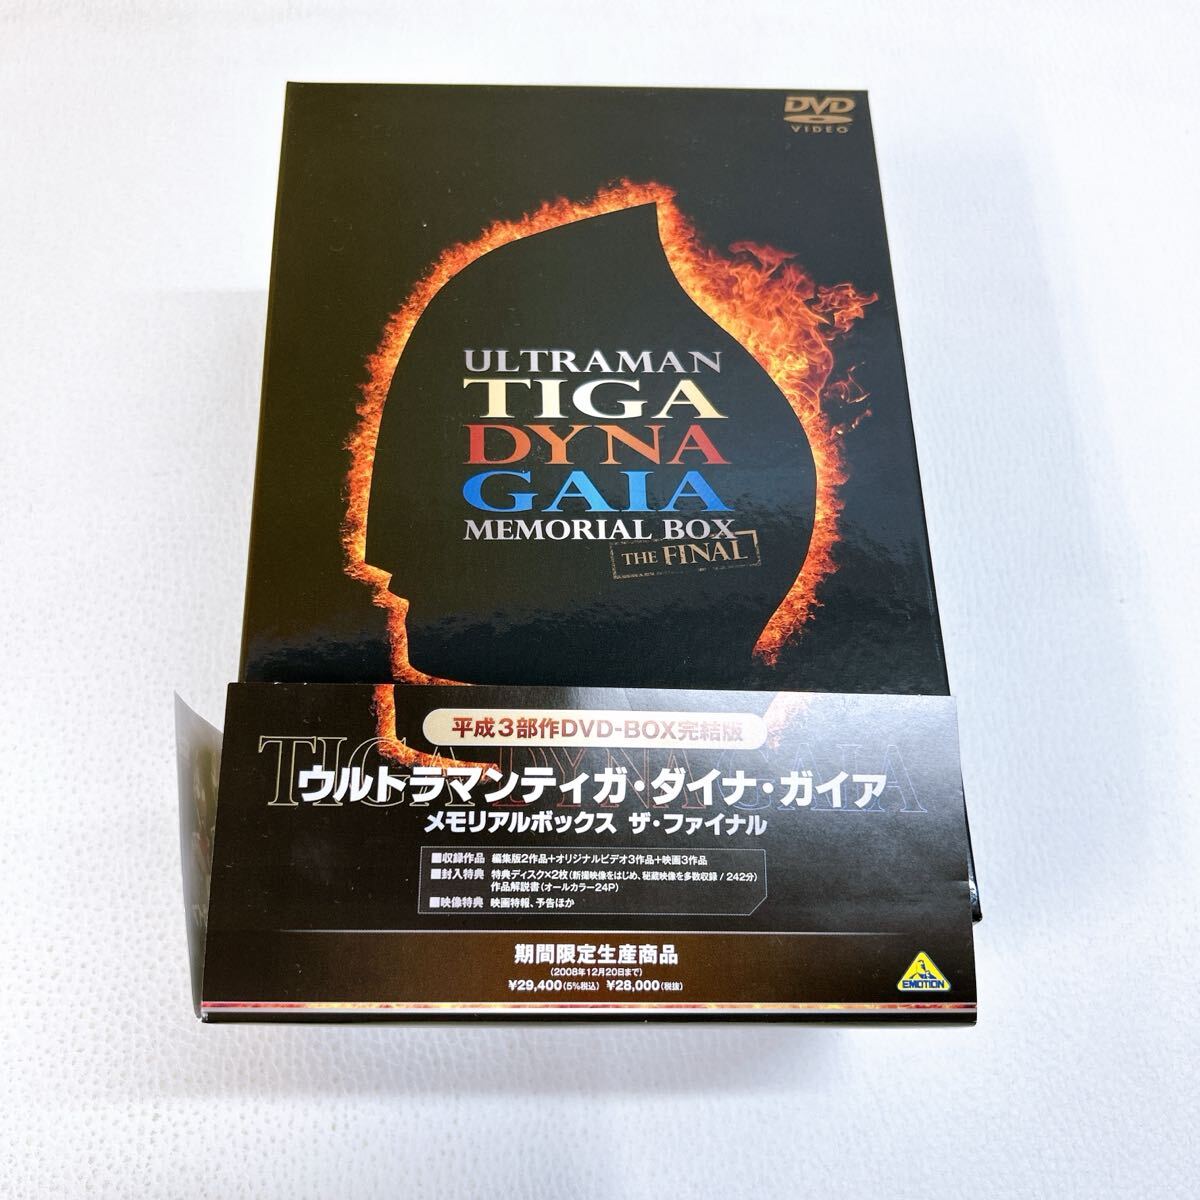 DVD
VIDEO
ULTRAMAN
TIGA
DYNA
GAIA
MEMORIAL BOX
THE FINAL
平成3部作DVD-BOX完結版
TIGA DYNA GAIA
ウルトラマンティガ・ダイナ・ガイア
メモリアルボックス ザ・ファイナル
■収録作品 編集版2作品+オリジナルビデオ3作品+映画3作品
■封入特典 特典ディスク×2枚(新撮映像をはじめ、秘蔵映像を多数収録/242分)
作品解説書(オールカラー24P)
■映像特典 映画特報、予告ほか
期間限定生産商品
(2008年12月20日まで)
¥29,400(5%税込) ¥28,000(税抜)
EMOTION